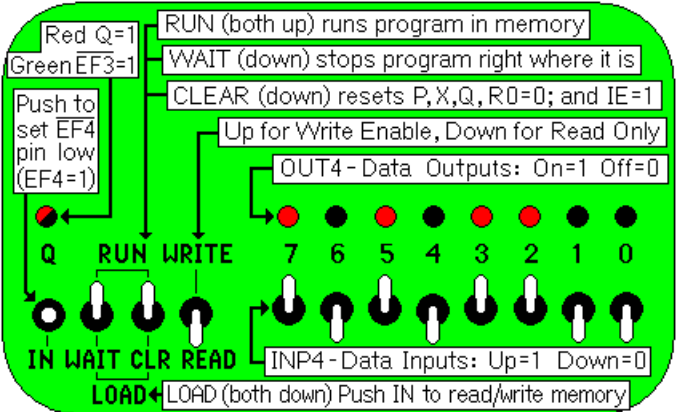 Red Q=1
Green EF3=1
RUN (both up) runs program in memory
WAIT (down) stops program right where it is
CLEAR (down) resets P,X,Q, R0=0; and IE=1
Push to
set EF4
pin low
(EF4=1)
Up for Write Enable, Down for Read Only
OUT4-Data Outputs: On=1 Off=0
Q RUN WRITE 7 6 5 4 3 2 1 0
IN WAIT CLR READ
INP4-Data Inputs: Up=1 Down=0
LOAD
LOAD (both down) Push IN to read/write memory